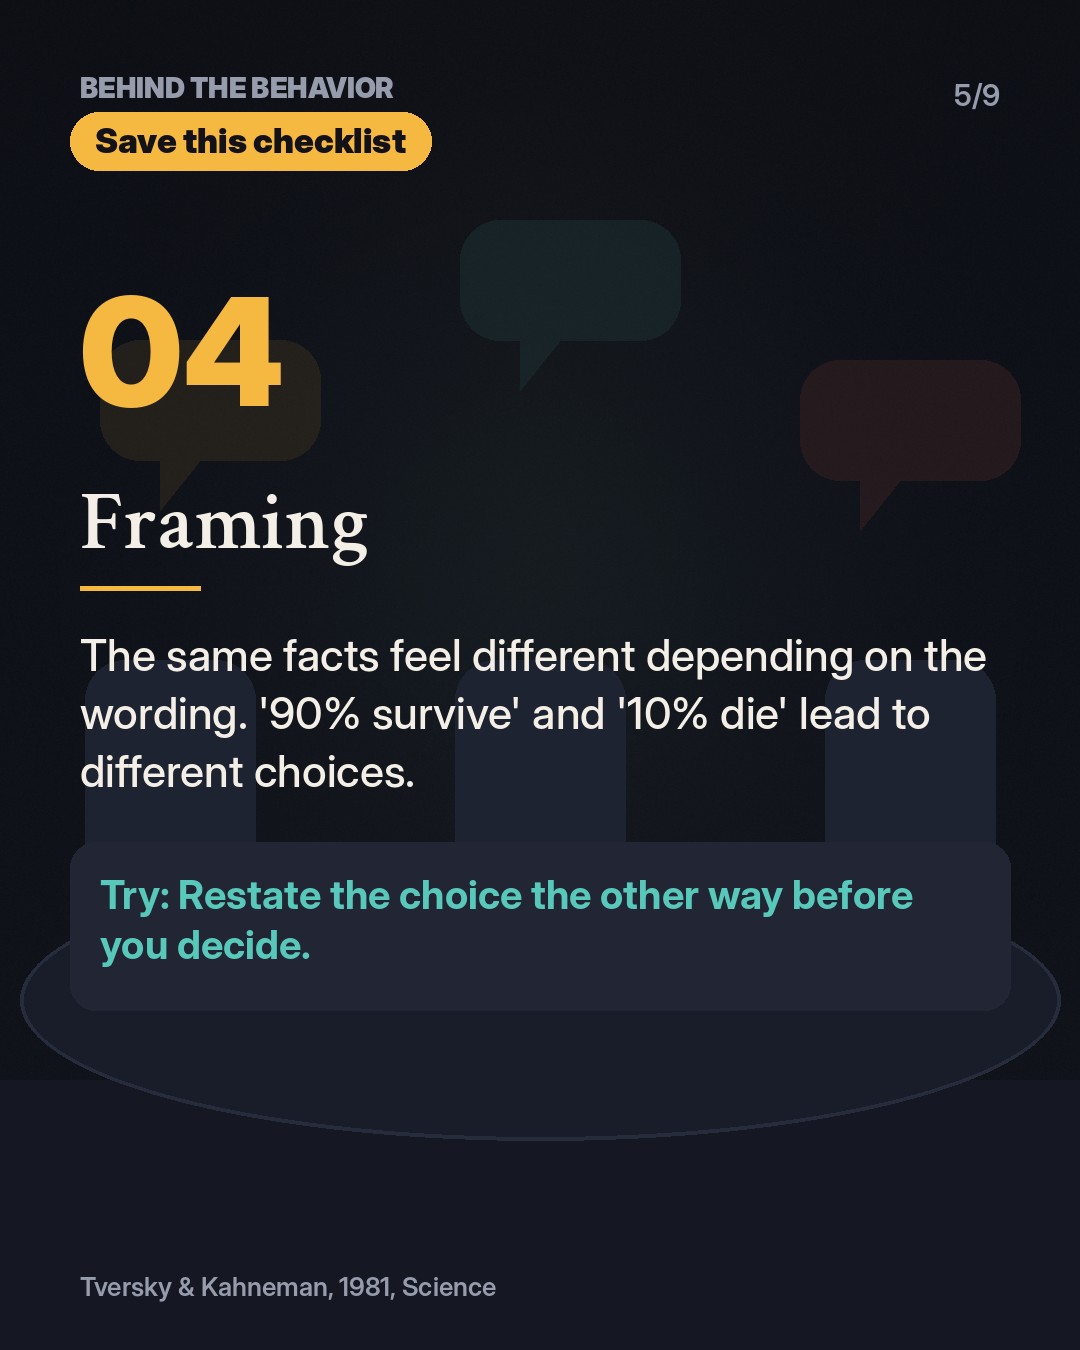 BEHIND THE BEHAVIOR
5/9
Save this checklist
04
Framing
The same facts feel different depending on the
wording. '90% survive' and '10% die' lead to
different choices.
Try: Restate the choice the other way before
you decide.
Tversky & Kahneman, 1981, Science